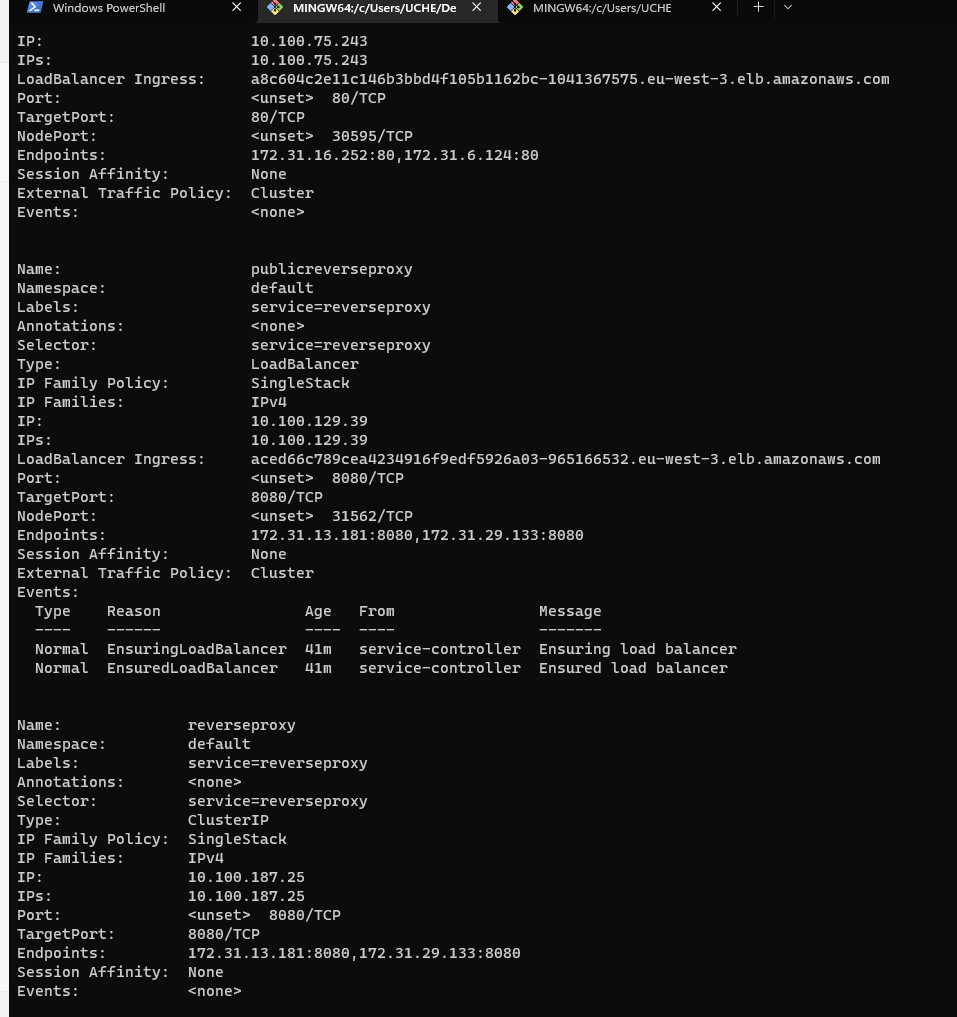 Windows PowerShell
MINGW64:/c/Users/UCHE/De
MINGW64:/c/Users/UCHE
IP: 10.100.75.243
IPs: 10.100.75.243
LoadBalancer Ingress: a8c604c2e11c146b3bbd4f105b1162bc-1041367575.eu-west-3.elb.amazonaws.com
Port: <unset> 80/TCP
TargetPort: 80/TCP
NodePort: <unset> 30595/TCP
Endpoints: 172.31.16.252:80,172.31.6.124:80
Session Affinity: None
External Traffic Policy: Cluster
Events: <none>
Name: publicreverseproxy
Namespace: default
Labels: service=reverseproxy
Annotations: <none>
Selector: service=reverseproxy
Type: LoadBalancer
IP Family Policy: SingleStack
IP Families: IPv4
IP: 10.100.129.39
IPs: 10.100.129.39
LoadBalancer Ingress: aced66c789cea4234916f9edf5926a03-965166532.eu-west-3.elb.amazonaws.com
Port: <unset> 8080/TCP
TargetPort: 8080/TCP
NodePort: <unset> 31562/TCP
Endpoints: 172.31.13.181:8080,172.31.29.133:8080
Session Affinity: None
External Traffic Policy: Cluster
Events:
Type Reason Age From Message
---- ------ ---- ---- -------
Normal EnsuringLoadBalancer 41m service-controller Ensuring load balancer
Normal EnsuredLoadBalancer 41m service-controller Ensured load balancer
Name: reverseproxy
Namespace: default
Labels: service=reverseproxy
Annotations: <none>
Selector: service=reverseproxy
Type: ClusterIP
IP Family Policy: SingleStack
IP Families: IPv4
IP: 10.100.187.25
IPs: 10.100.187.25
Port: <unset> 8080/TCP
TargetPort: 8080/TCP
Endpoints: 172.31.13.181:8080,172.31.29.133:8080
Session Affinity: None
Events: <none>